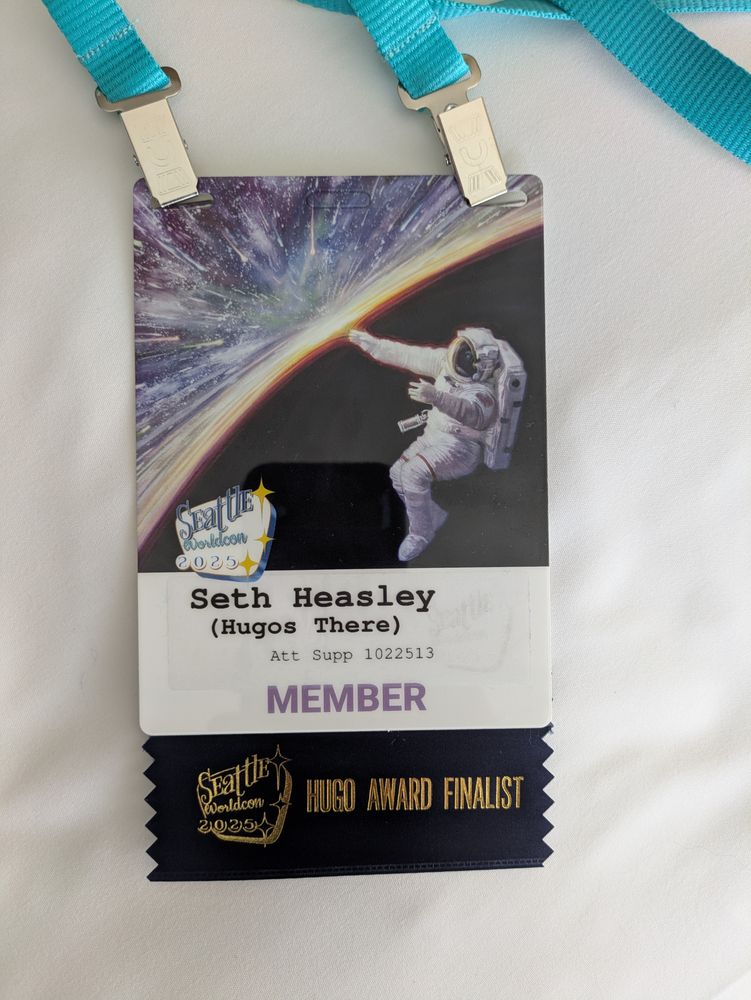 Seattle
Worldcon
2025
Seth Heasley
(Hugos There)
Att Supp 1022513
MEMBER
Seattle
Worldcon
2025
HUGO AWARD FINALIST